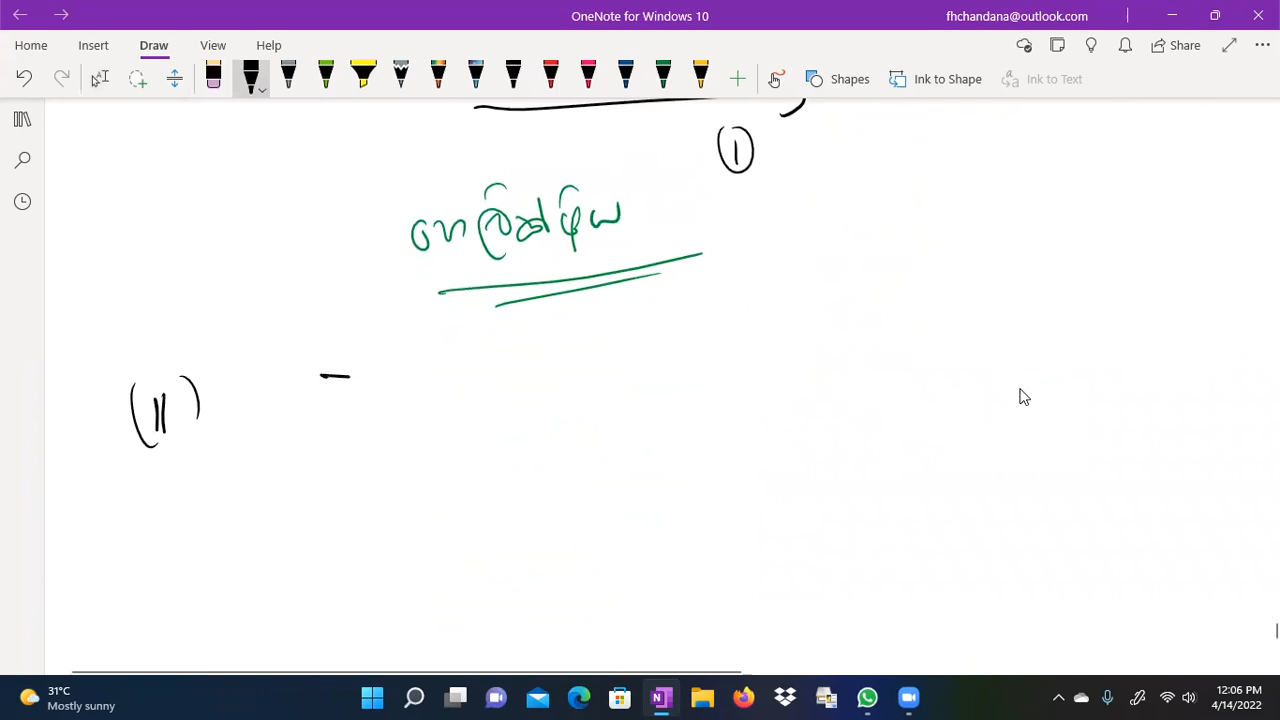 OneNote for Windows 10
fhchandana@outlook.com
Home Insert Draw View Help
Share
Shapes
Ink to Shape
Ink to Text
①
(II) –
31°C
Mostly sunny
12:06 PM
4/14/2022